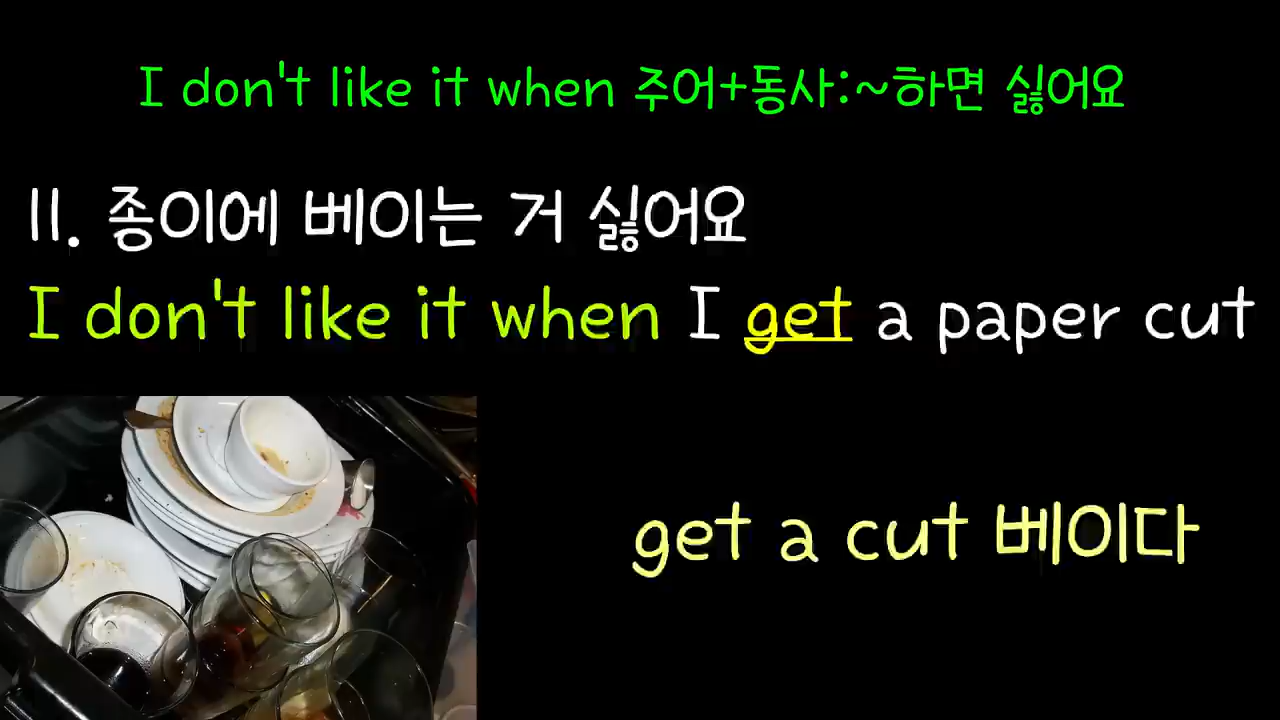 I don't like it when 주어+동사:~하면 싫어요
11. 종이에 베이는 거 싫어요
I don't like it when I get a paper cut
get a cut 베이다